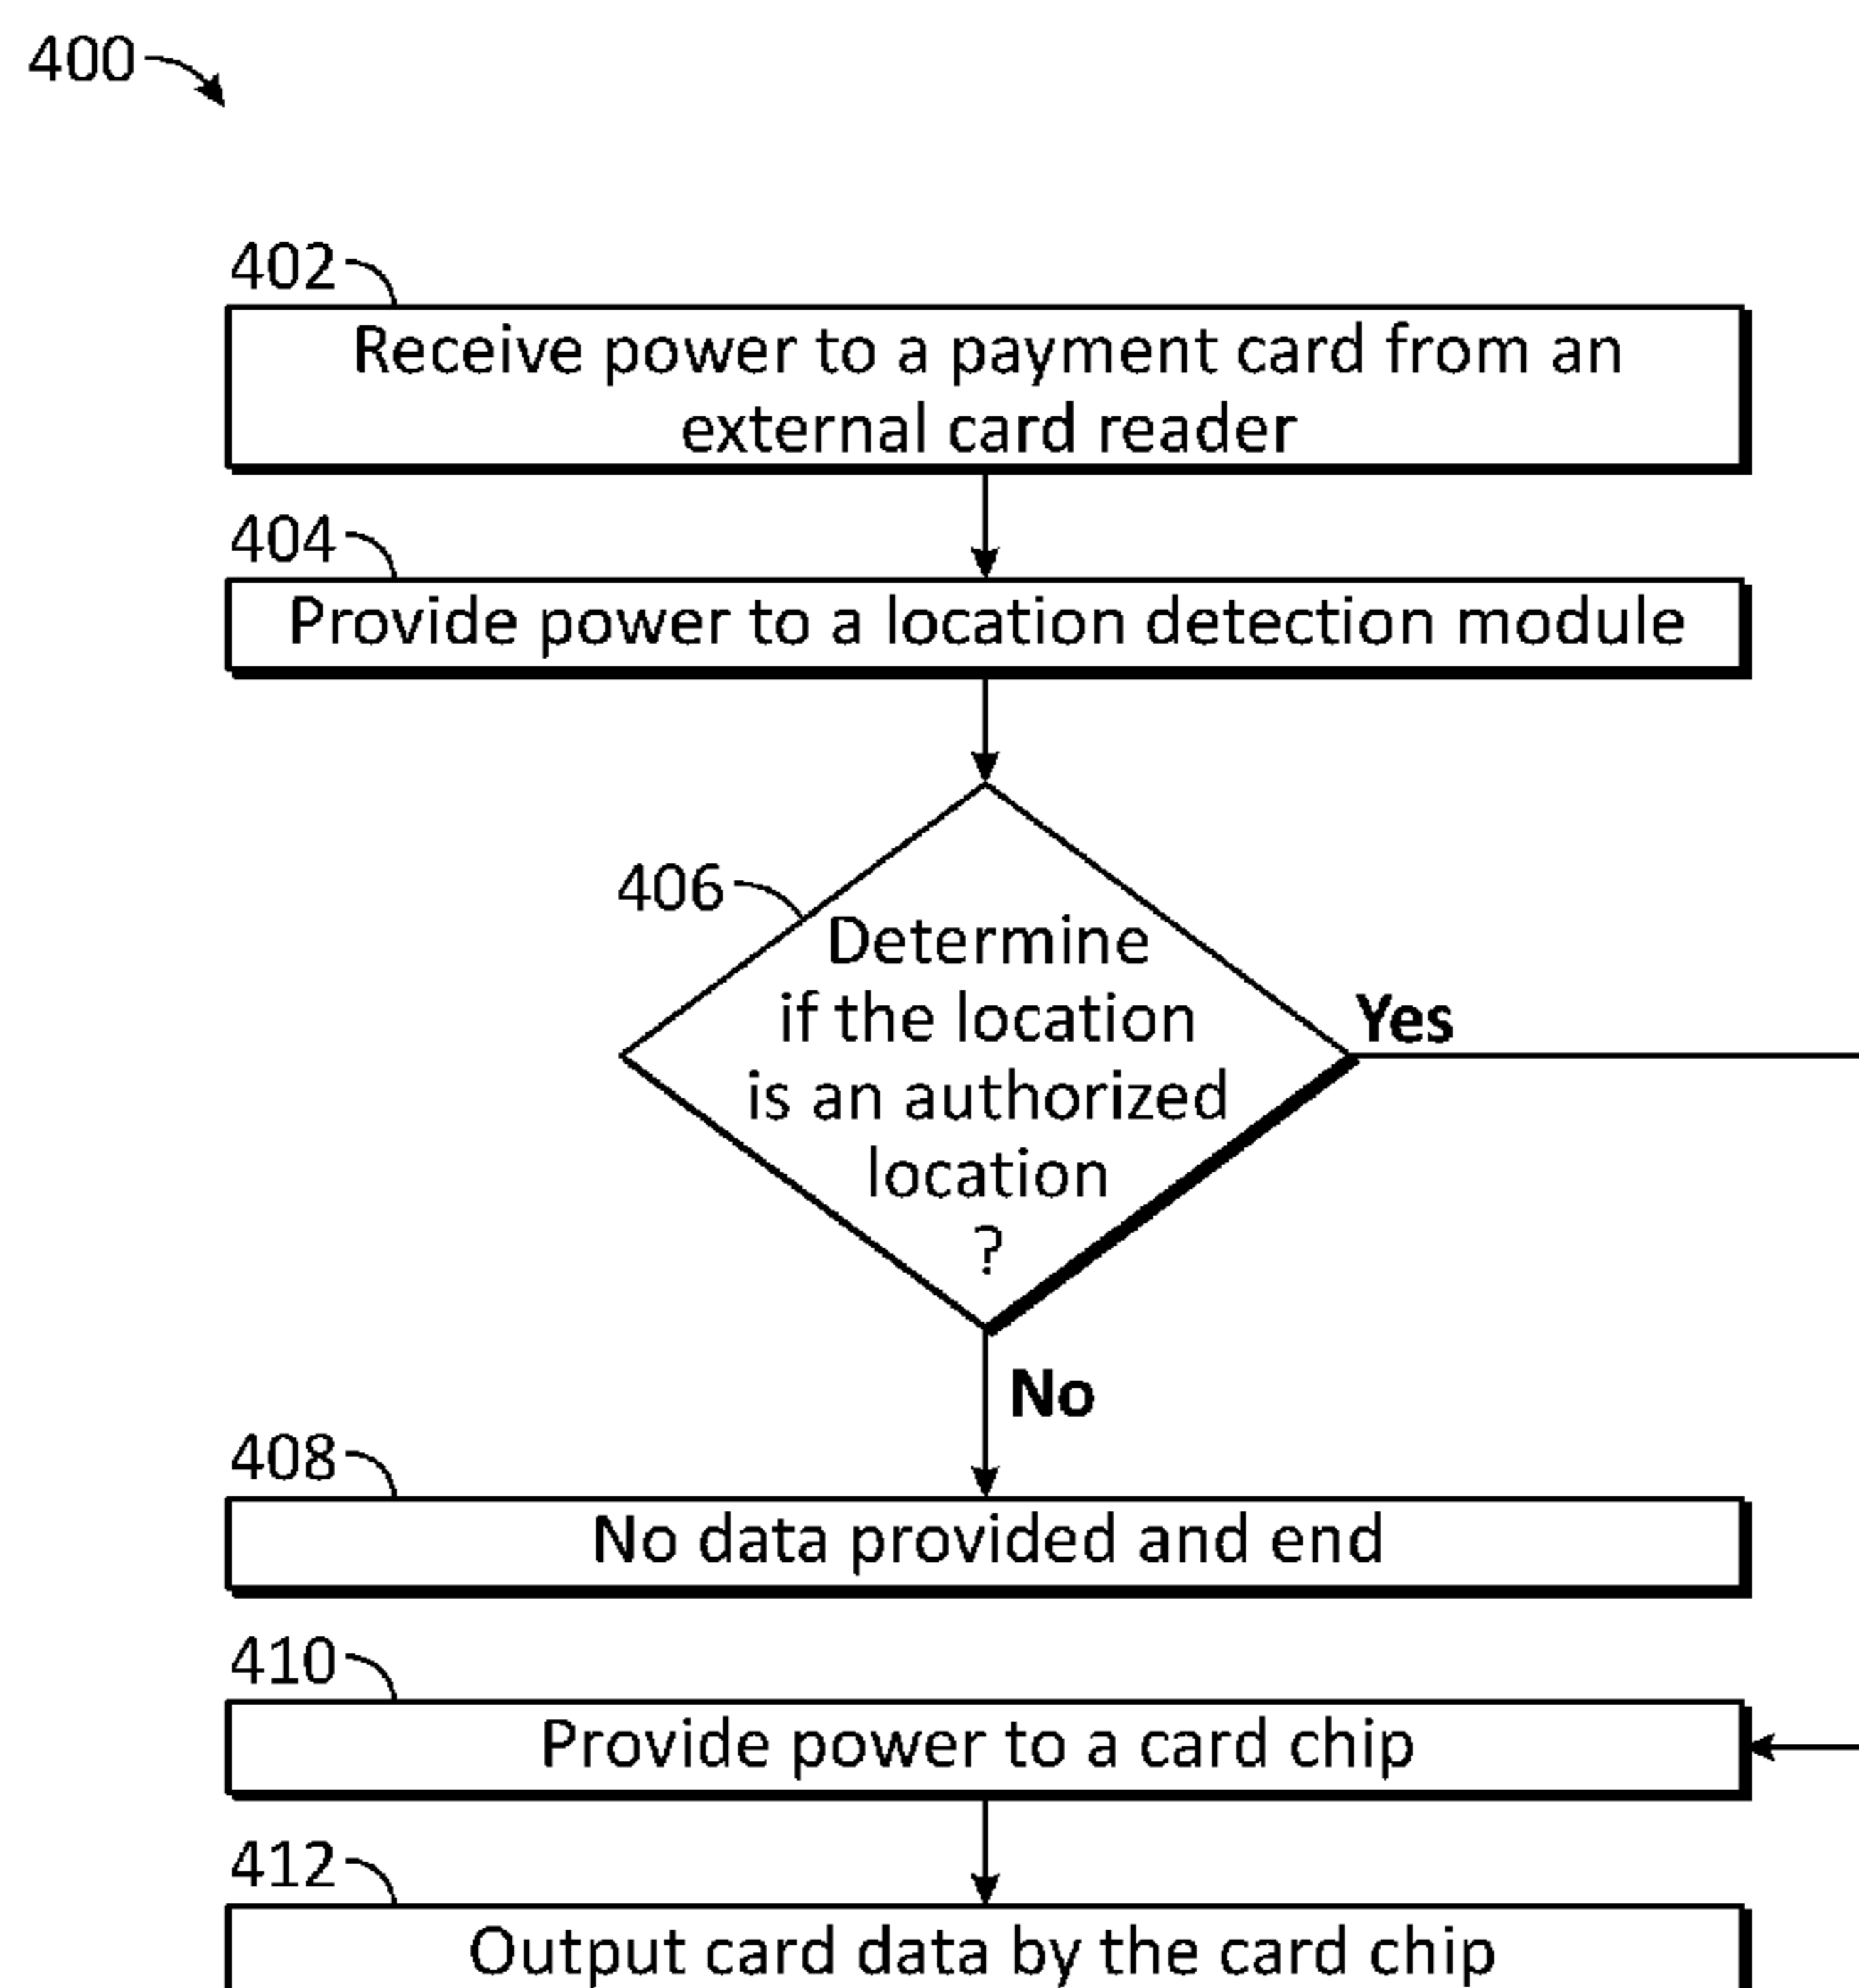 400
402
Receive power to a payment card from an
external card reader
404
Provide power to a location detection module
406
Determine
if the location
is an authorized
location
?
Yes
No
408
No data provided and end
410
Provide power to a card chip
412
Output card data by the card chip